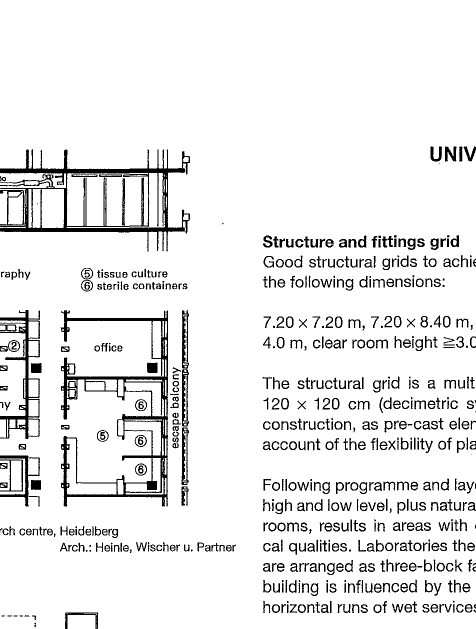 UNIV
⑤ tissue culture
⑥ sterile containers
②
office
⑥
⑤
⑥
⑥
escape balcony
rch centre, Heidelberg
Arch.: Heinle, Wischer u. Partner
Structure and fittings grid
Good structural grids to achie
the following dimensions:
7.20 × 7.20 m, 7.20 × 8.40 m,
4.0 m, clear room height ≧3.0
The structural grid is a mult
120 × 120 cm (decimetric sy
construction, as pre-cast elen
account of the flexibility of pla
Following programme and layo
high and low level, plus natura
rooms, results in areas with
cal qualities. Laboratories the
are arranged as three-block fa
building is influenced by the
horizontal runs of wet services